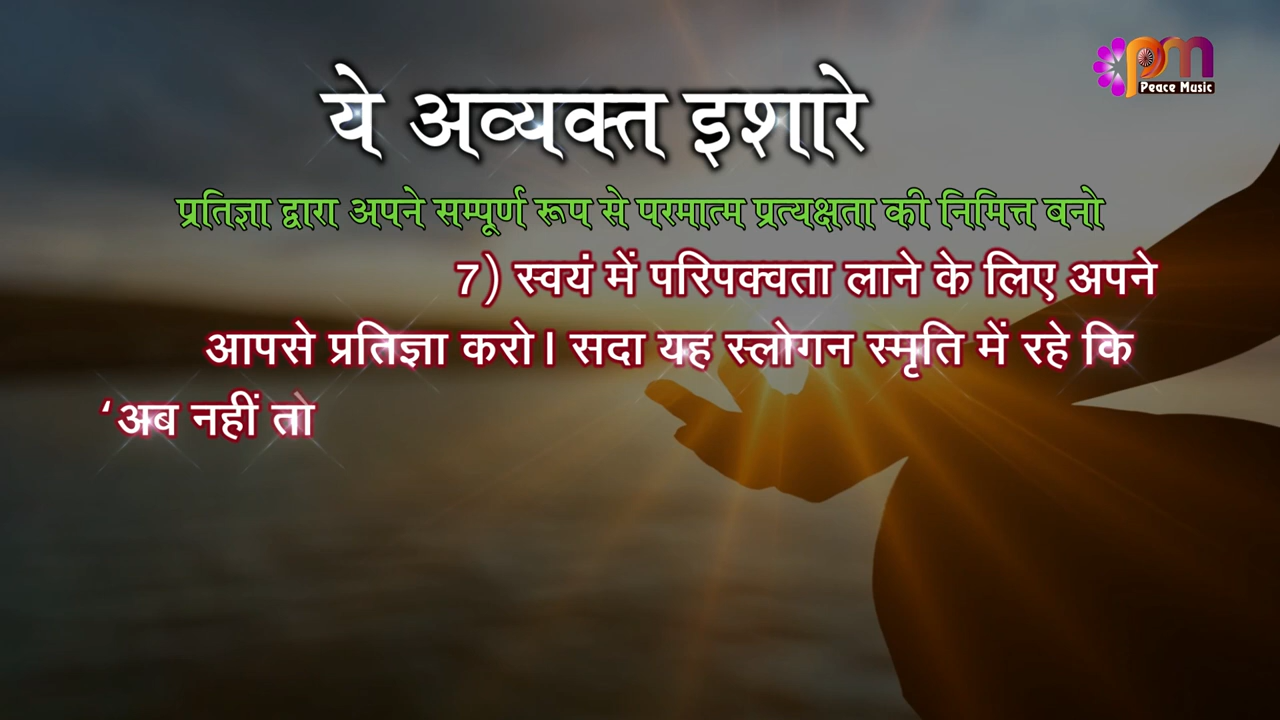 pm
Peace Music
ये अव्यक्त इशारे
प्रतिज्ञा द्वारा अपने सम्पूर्ण रूप से परमात्म प्रत्यक्षता की निमित्त बनो
7) स्वयं में परिपक्वता लाने के लिए अपने
आपसे प्रतिज्ञा करो। सदा यह स्लोगन स्मृति में रहे कि
‘अब नहीं तो